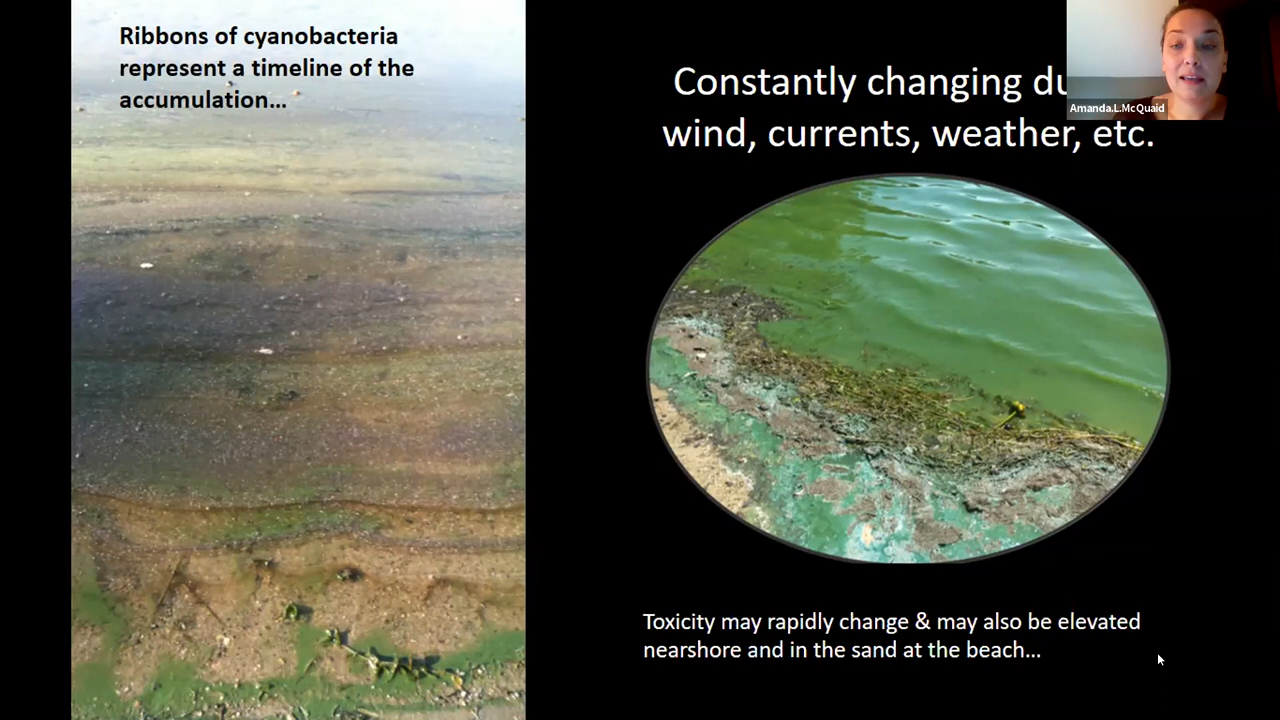 Ribbons of cyanobacteria
represent a timeline of the
accumulation...
Constantly changing du
wind, currents, weather, etc.
Amanda.L.McQuaid
Toxicity may rapidly change & may also be elevated
nearshore and in the sand at the beach...